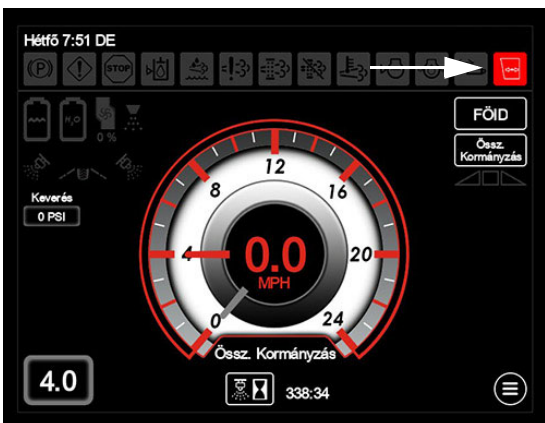 Hétfő 7:51 DE
(P) STOP
H₂O
0 %
FÖID
Össz.
Kormányzás
Keverés
0 PSI
12
8 16
4 20
0.0
MPH
0 24
Össz. Kormányzás
4.0
338:34